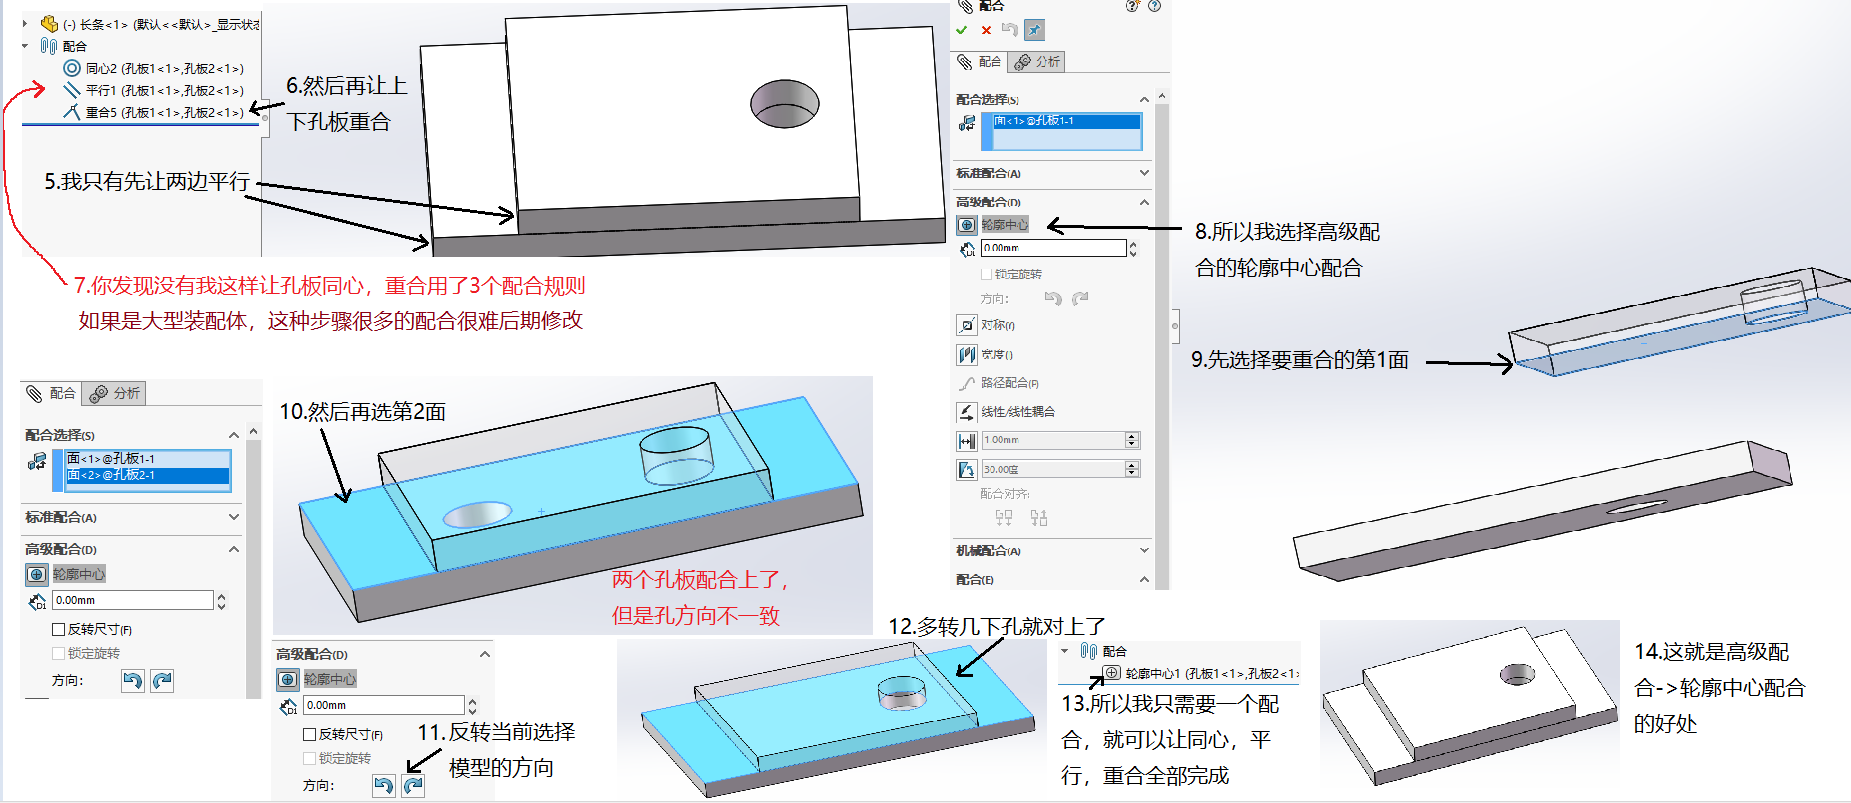 (-) 长条<1> (默认<<默认>_显示状态
配合
同心2 (孔板1<1>,孔板2<1>)
平行1 (孔板1<1>,孔板2<1>)
重合5 (孔板1<1>,孔板2<1>)
6.然后再让上
下孔板重合
5.我只有先让两边平行
7.你发现没有我这样让孔板同心，重合用了3个配合规则
如果是大型装配体，这种步骤很多的配合很难后期修改
配合
配合
分析
配合选择(S)
面<1>@孔板1-1
标准配合(A)
高级配合(D)
轮廓中心
0.00mm
锁定旋转
方向:
对称(Y)
宽度(I)
路径配合(P)
线性/线性耦合
1.00mm
30.00度
配合对齐:
机械配合(A)
配合(E)
8.所以我选择高级配
合的轮廓中心配合
9.先选择要重合的第1面
配合
分析
配合选择(S)
面<1>@孔板1-1
面<2>@孔板2-1
标准配合(A)
高级配合(D)
轮廓中心
0.00mm
反转尺寸(F)
锁定旋转
方向:
10.然后再选第2面
两个孔板配合上了，
但是孔方向不一致
高级配合(D)
轮廓中心
0.00mm
反转尺寸(F)
锁定旋转
方向:
11.反转当前选择
模型的方向
12.多转几下孔就对上了
配合
轮廓中心1 (孔板1<1>,孔板2<1>
13.所以我只需要一个配
合，就可以让同心，平
行，重合全部完成
14.这就是高级配
合->轮廓中心配合
的好处